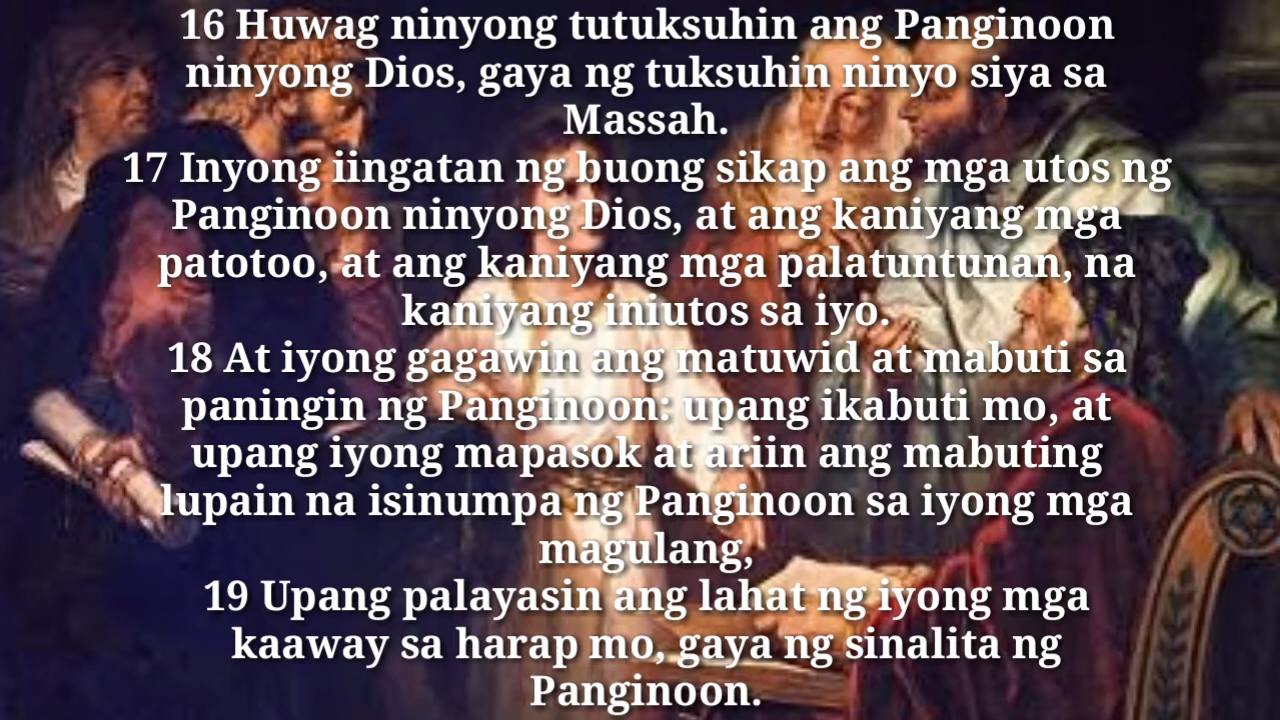 16 Huwag ninyong tutuksuhin ang Panginoon
ninyong Dios, gaya ng tuksuhin ninyo siya sa
Massah.
17 Inyong iingatan ng buong sikap ang mga utos ng
Panginoon ninyong Dios, at ang kaniyang mga
patotoo, at ang kaniyang mga palatuntunan, na
kaniyang iniutos sa iyo.
18 At iyong gagawin ang matuwid at mabuti sa
paningin ng Panginoon: upang ikabuti mo, at
upang iyong mapasok at ariin ang mabuting
lupain na isinumpa ng Panginoon sa iyong mga
magulang,
19 Upang palayasin ang lahat ng iyong mga
kaaway sa harap mo, gaya ng sinalita ng
Panginoon.